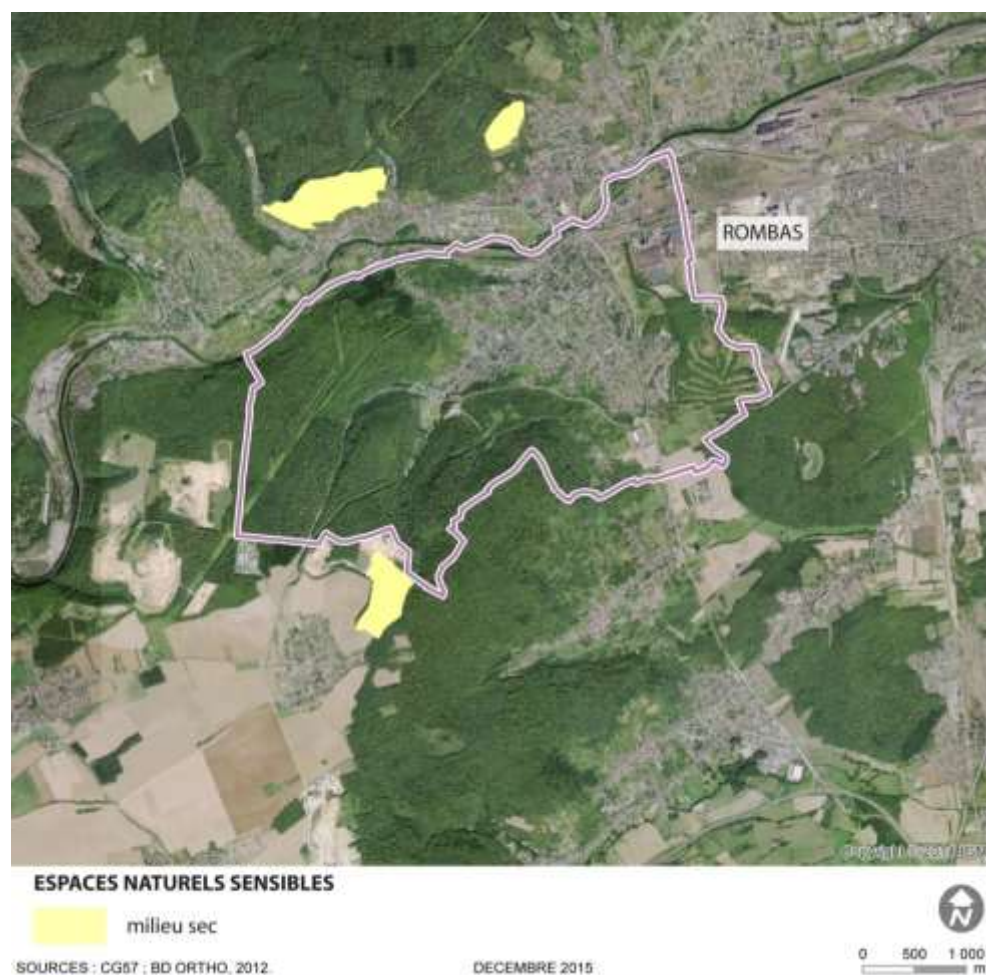 ROMBAS
ESPACES NATURELS SENSIBLES
milieu sec
N
0 500 1 000
m
SOURCES : CG57 ; BD ORTHO, 2012.
DECEMBRE 2015